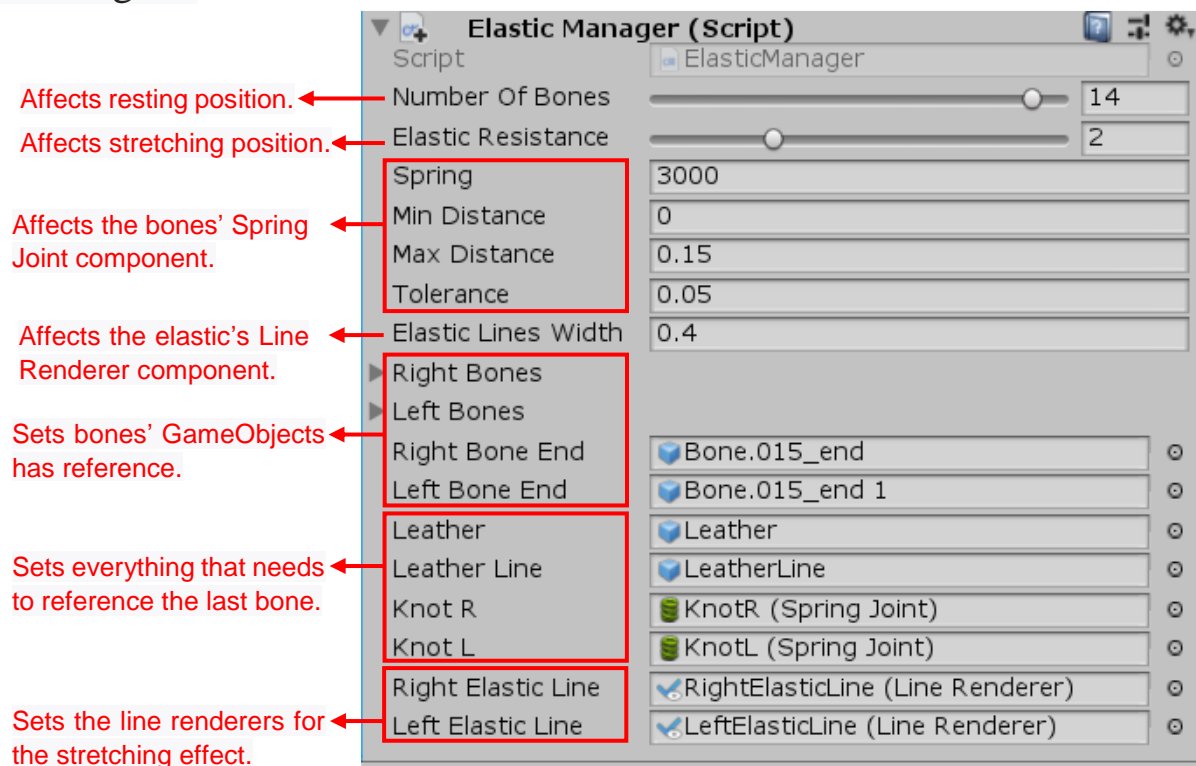 Elastic Manager (Script)
Script ElasticManager
Affects resting position. Number Of Bones 14
Affects stretching position. Elastic Resistance 2
Spring 3000
Min Distance 0
Affects the bones’ Spring
Joint component.
Max Distance 0.15
Tolerance 0.05
Affects the elastic’s Line
Renderer component.
Elastic Lines Width 0.4
Right Bones
Left Bones
Sets bones’ GameObjects
has reference.
Right Bone End Bone.015_end
Left Bone End Bone.015_end 1
Leather Leather
Sets everything that needs
to reference the last bone.
Leather Line LeatherLine
Knot R KnotR (Spring Joint)
Knot L KnotL (Spring Joint)
Right Elastic Line RightElasticLine (Line Renderer)
Sets the line renderers for
the stretching effect.
Left Elastic Line LeftElasticLine (Line Renderer)